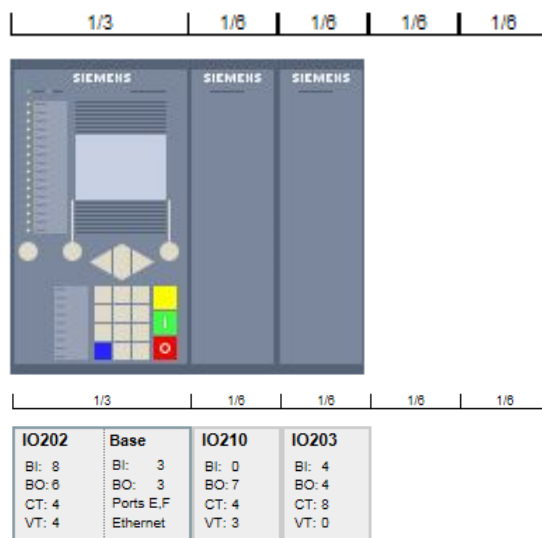 1/3 1/6 1/6 1/6 1/6
SIEMENS SIEMENS SIEMENS
I
O
1/3 1/6 1/6 1/6 1/6
IO202 Base IO210 IO203
BI: 8 BI: 3 BI: 0 BI: 4
BO: 6 BO: 3 BO: 7 BO: 4
CT: 4 Ports E,F CT: 4 CT: 8
VT: 4 Ethernet VT: 3 VT: 0